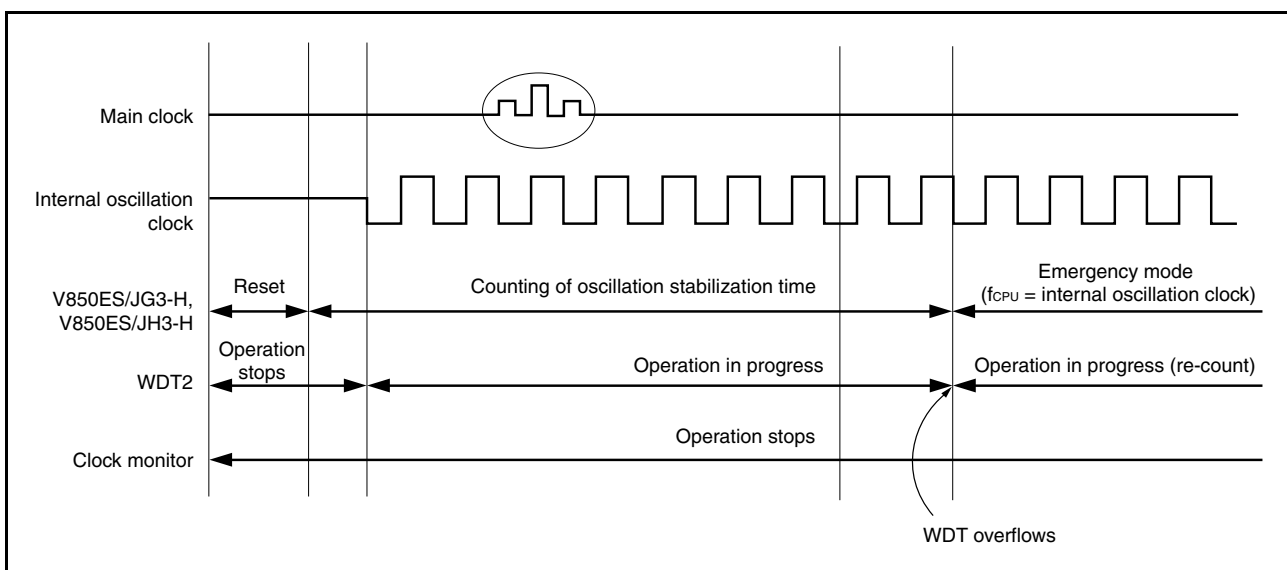 Main clock
Internal oscillation
clock
V850ES/JG3-H,
V850ES/JH3-H
Reset
Counting of oscillation stabilization time
Emergency mode
(fCPU = internal oscillation clock)
WDT2
Operation
stops
Operation in progress
Operation in progress (re-count)
Clock monitor
Operation stops
WDT overflows